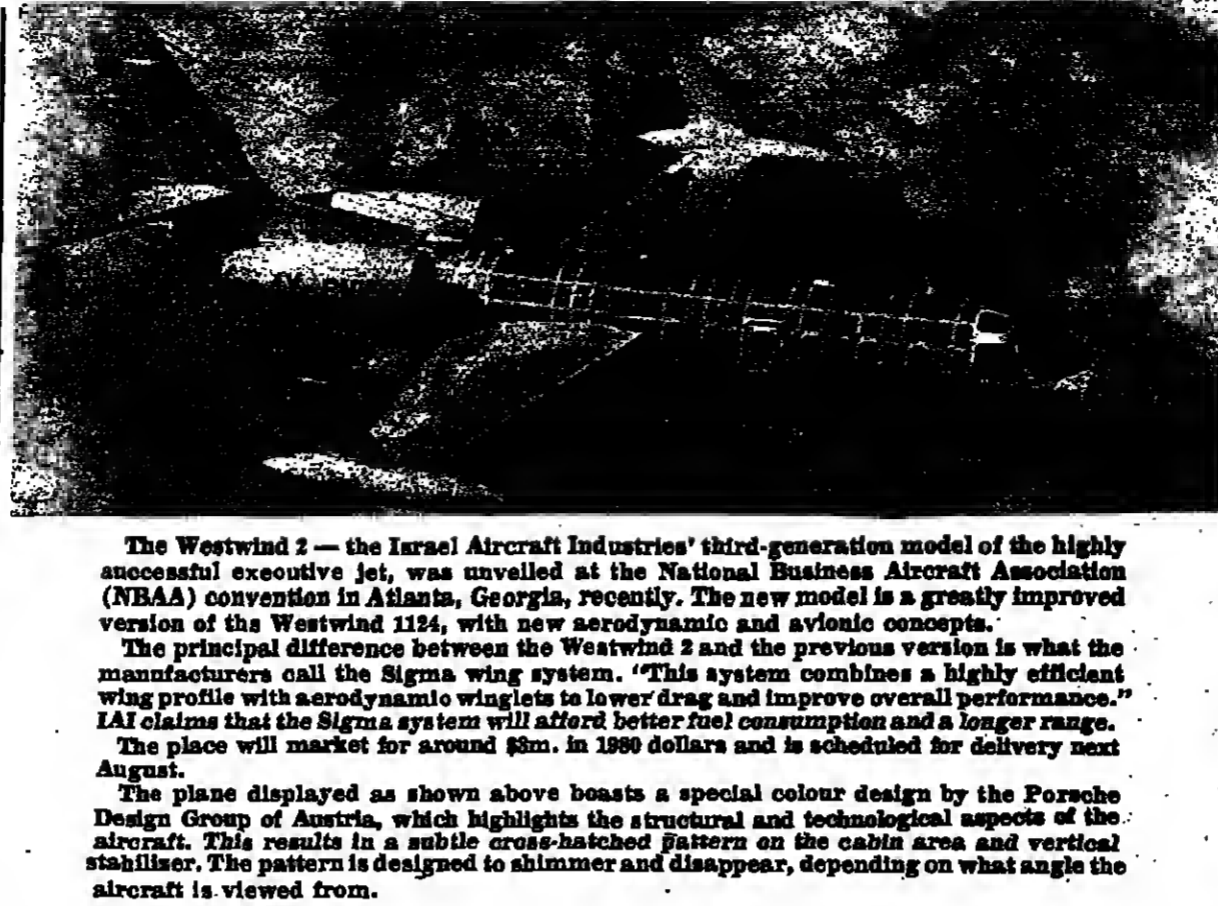 The Westwind 2 — the Israel Aircraft Industries' third-generation model of the highly
successful executive jet, was unveiled at the National Business Aircraft Association
(NBAA) convention in Atlanta, Georgia, recently. The new model is a greatly improved
version of the Westwind 1124, with new aerodynamic and avionic concepts.
The principal difference between the Westwind 2 and the previous version is what the
manufacturers call the Sigma wing system. "This system combines a highly efficient
wing profile with aerodynamic winglets to lower drag and improve overall performance."
IAI claims that the Sigma system will afford better fuel consumption and a longer range.
The place will market for around $3m. in 1980 dollars and is scheduled for delivery next
August.
The plane displayed as shown above boasts a special colour design by the Porsche
Design Group of Austria, which highlights the structural and technological aspects of the
aircraft. This results in a subtle cross-hatched pattern on the cabin area and vertical
stabiliser. The pattern is designed to shimmer and disappear, depending on what angle the
aircraft is viewed from.